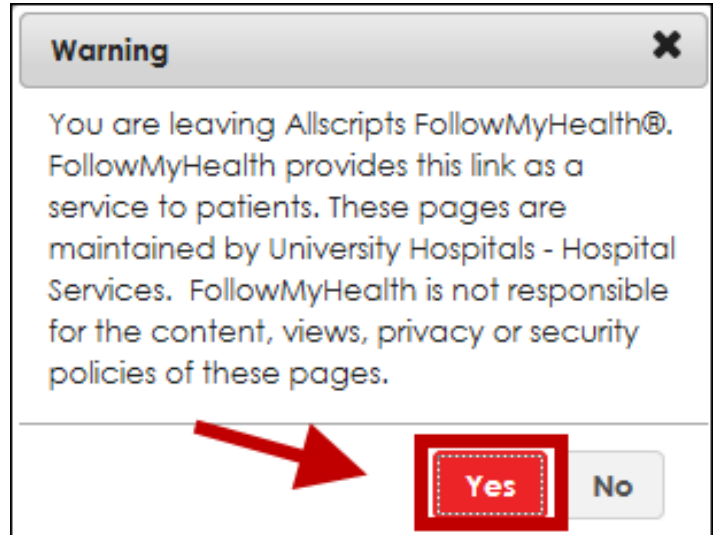 Warning
You are leaving Allscripts FollowMyHealth®.
FollowMyHealth provides this link as a
service to patients. These pages are
maintained by University Hospitals - Hospital
Services.  FollowMyHealth is not responsible
for the content, views, privacy or security
policies of these pages.
Yes No